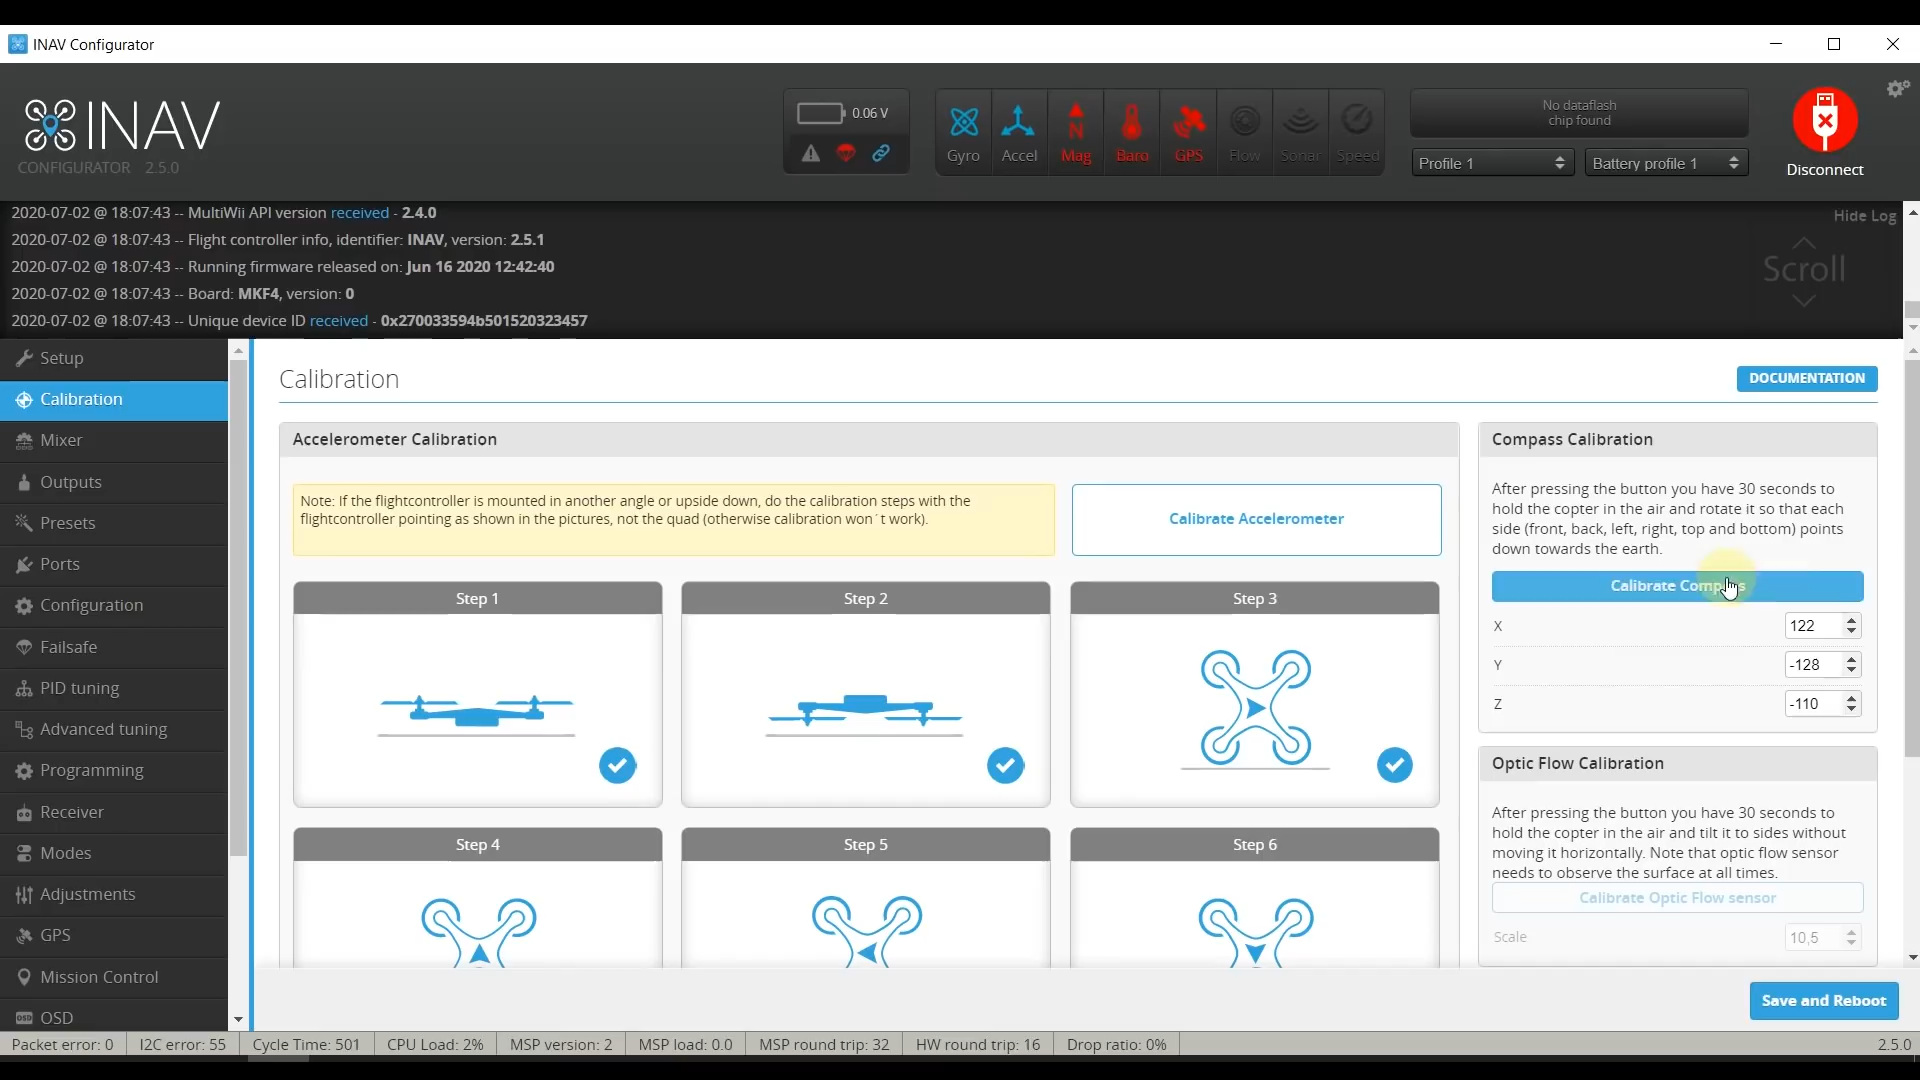 INAV Configurator
INAV
CONFIGURATOR 2.5.0
0.06 V
Gyro
Accel
Mag
Baro
GPS
Flow
Sonar
Speed
No dataflash
chip found
Profile 1
Battery profile 1
Disconnect
Hide Log
Scroll
2020-07-02 @ 18:07:43 -- MultiWii API version received - 2.4.0
2020-07-02 @ 18:07:43 -- Flight controller info, identifier: INAV, version: 2.5.1
2020-07-02 @ 18:07:43 -- Running firmware released on: Jun 16 2020 12:42:40
2020-07-02 @ 18:07:43 -- Board: MKF4, version: 0
2020-07-02 @ 18:07:43 -- Unique device ID received - 0x270033594b501520323457
Setup
Calibration
Mixer
Outputs
Presets
Ports
Configuration
Failsafe
PID tuning
Advanced tuning
Programming
Receiver
Modes
Adjustments
GPS
Mission Control
OSD
Calibration
DOCUMENTATION
Accelerometer Calibration
Note: If the flightcontroller is mounted in another angle or upside down, do the calibration steps with the
flightcontroller pointing as shown in the pictures, not the quad (otherwise calibration won´t work).
Calibrate Accelerometer
Step 1
Step 2
Step 3
Step 4
Step 5
Step 6
Compass Calibration
After pressing the button you have 30 seconds to
hold the copter in the air and rotate it so that each
side (front, back, left, right, top and bottom) points
down towards the earth.
Calibrate Compass
X 122
Y -128
Z -110
Optic Flow Calibration
After pressing the button you have 30 seconds to
hold the copter in the air and tilt it to sides without
moving it horizontally. Note that optic flow sensor
needs to observe the surface at all times.
Calibrate Optic Flow sensor
Scale 10,5
Save and Reboot
Packet error: 0
I2C error: 55
Cycle Time: 501
CPU Load: 2%
MSP version: 2
MSP load: 0.0
MSP round trip: 32
HW round trip: 16
Drop ratio: 0%
2.5.0